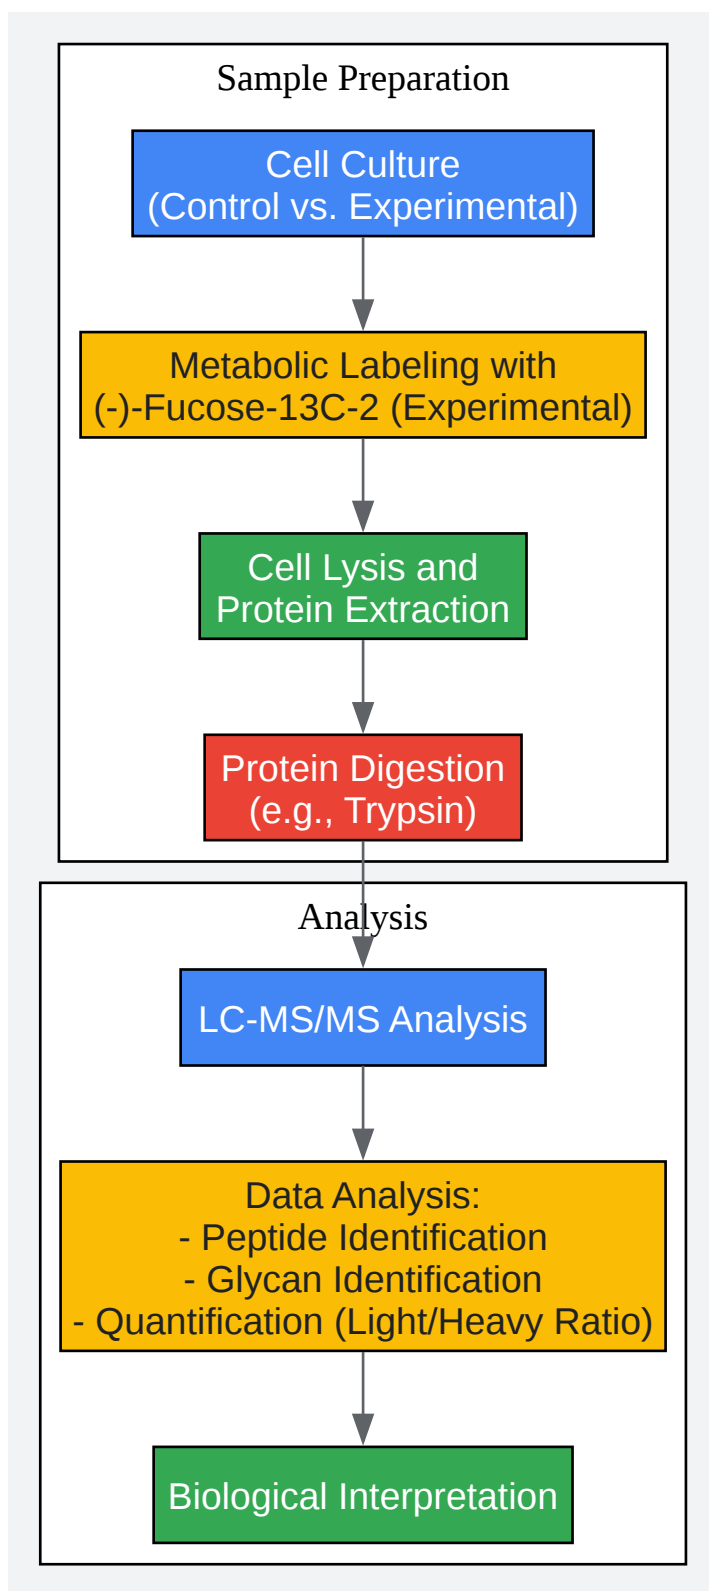 Sample Preparation
Cell Culture
(Control vs. Experimental)
Metabolic Labeling with
(-)-Fucose-13C-2 (Experimental)
Cell Lysis and
Protein Extraction
Protein Digestion
(e.g., Trypsin)
Analysis
LC-MS/MS Analysis
Data Analysis:
- Peptide Identification
- Glycan Identification
- Quantification (Light/Heavy Ratio)
Biological Interpretation